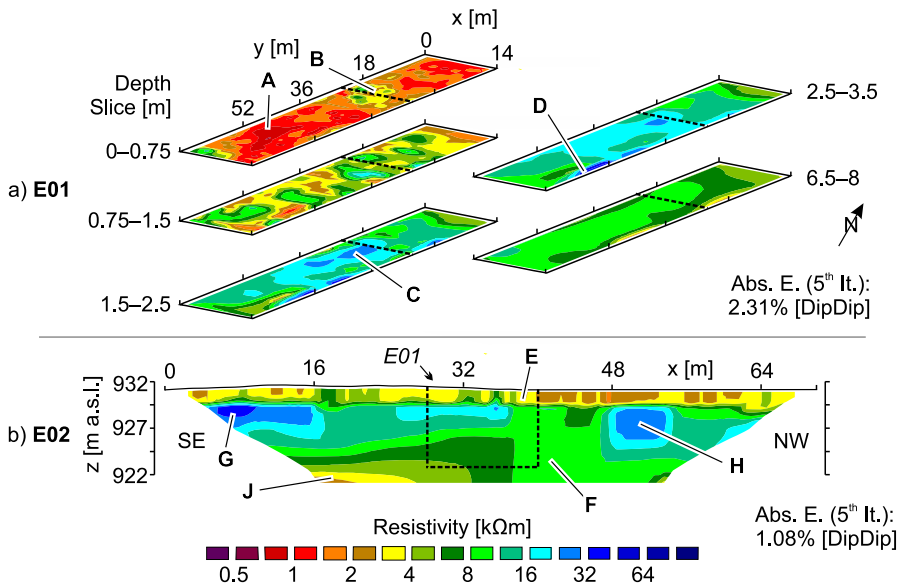 x [m]
0
14
y [m]
18
36
52
Depth
Slice [m]
A
B
0–0.75
0.75–1.5
1.5–2.5
C
D
2.5–3.5
6.5–8
N
a) E01
Abs. E. (5th It.):
2.31% [DipDip]
0 16 E01 32 48 x [m] 64
932
927
922
z [m a.s.l.]
b) E02
SE
NW
E
G
H
J
F
Abs. E. (5th It.):
1.08% [DipDip]
Resistivity [kΩm]
0.5 1 2 4 8 16 32 64